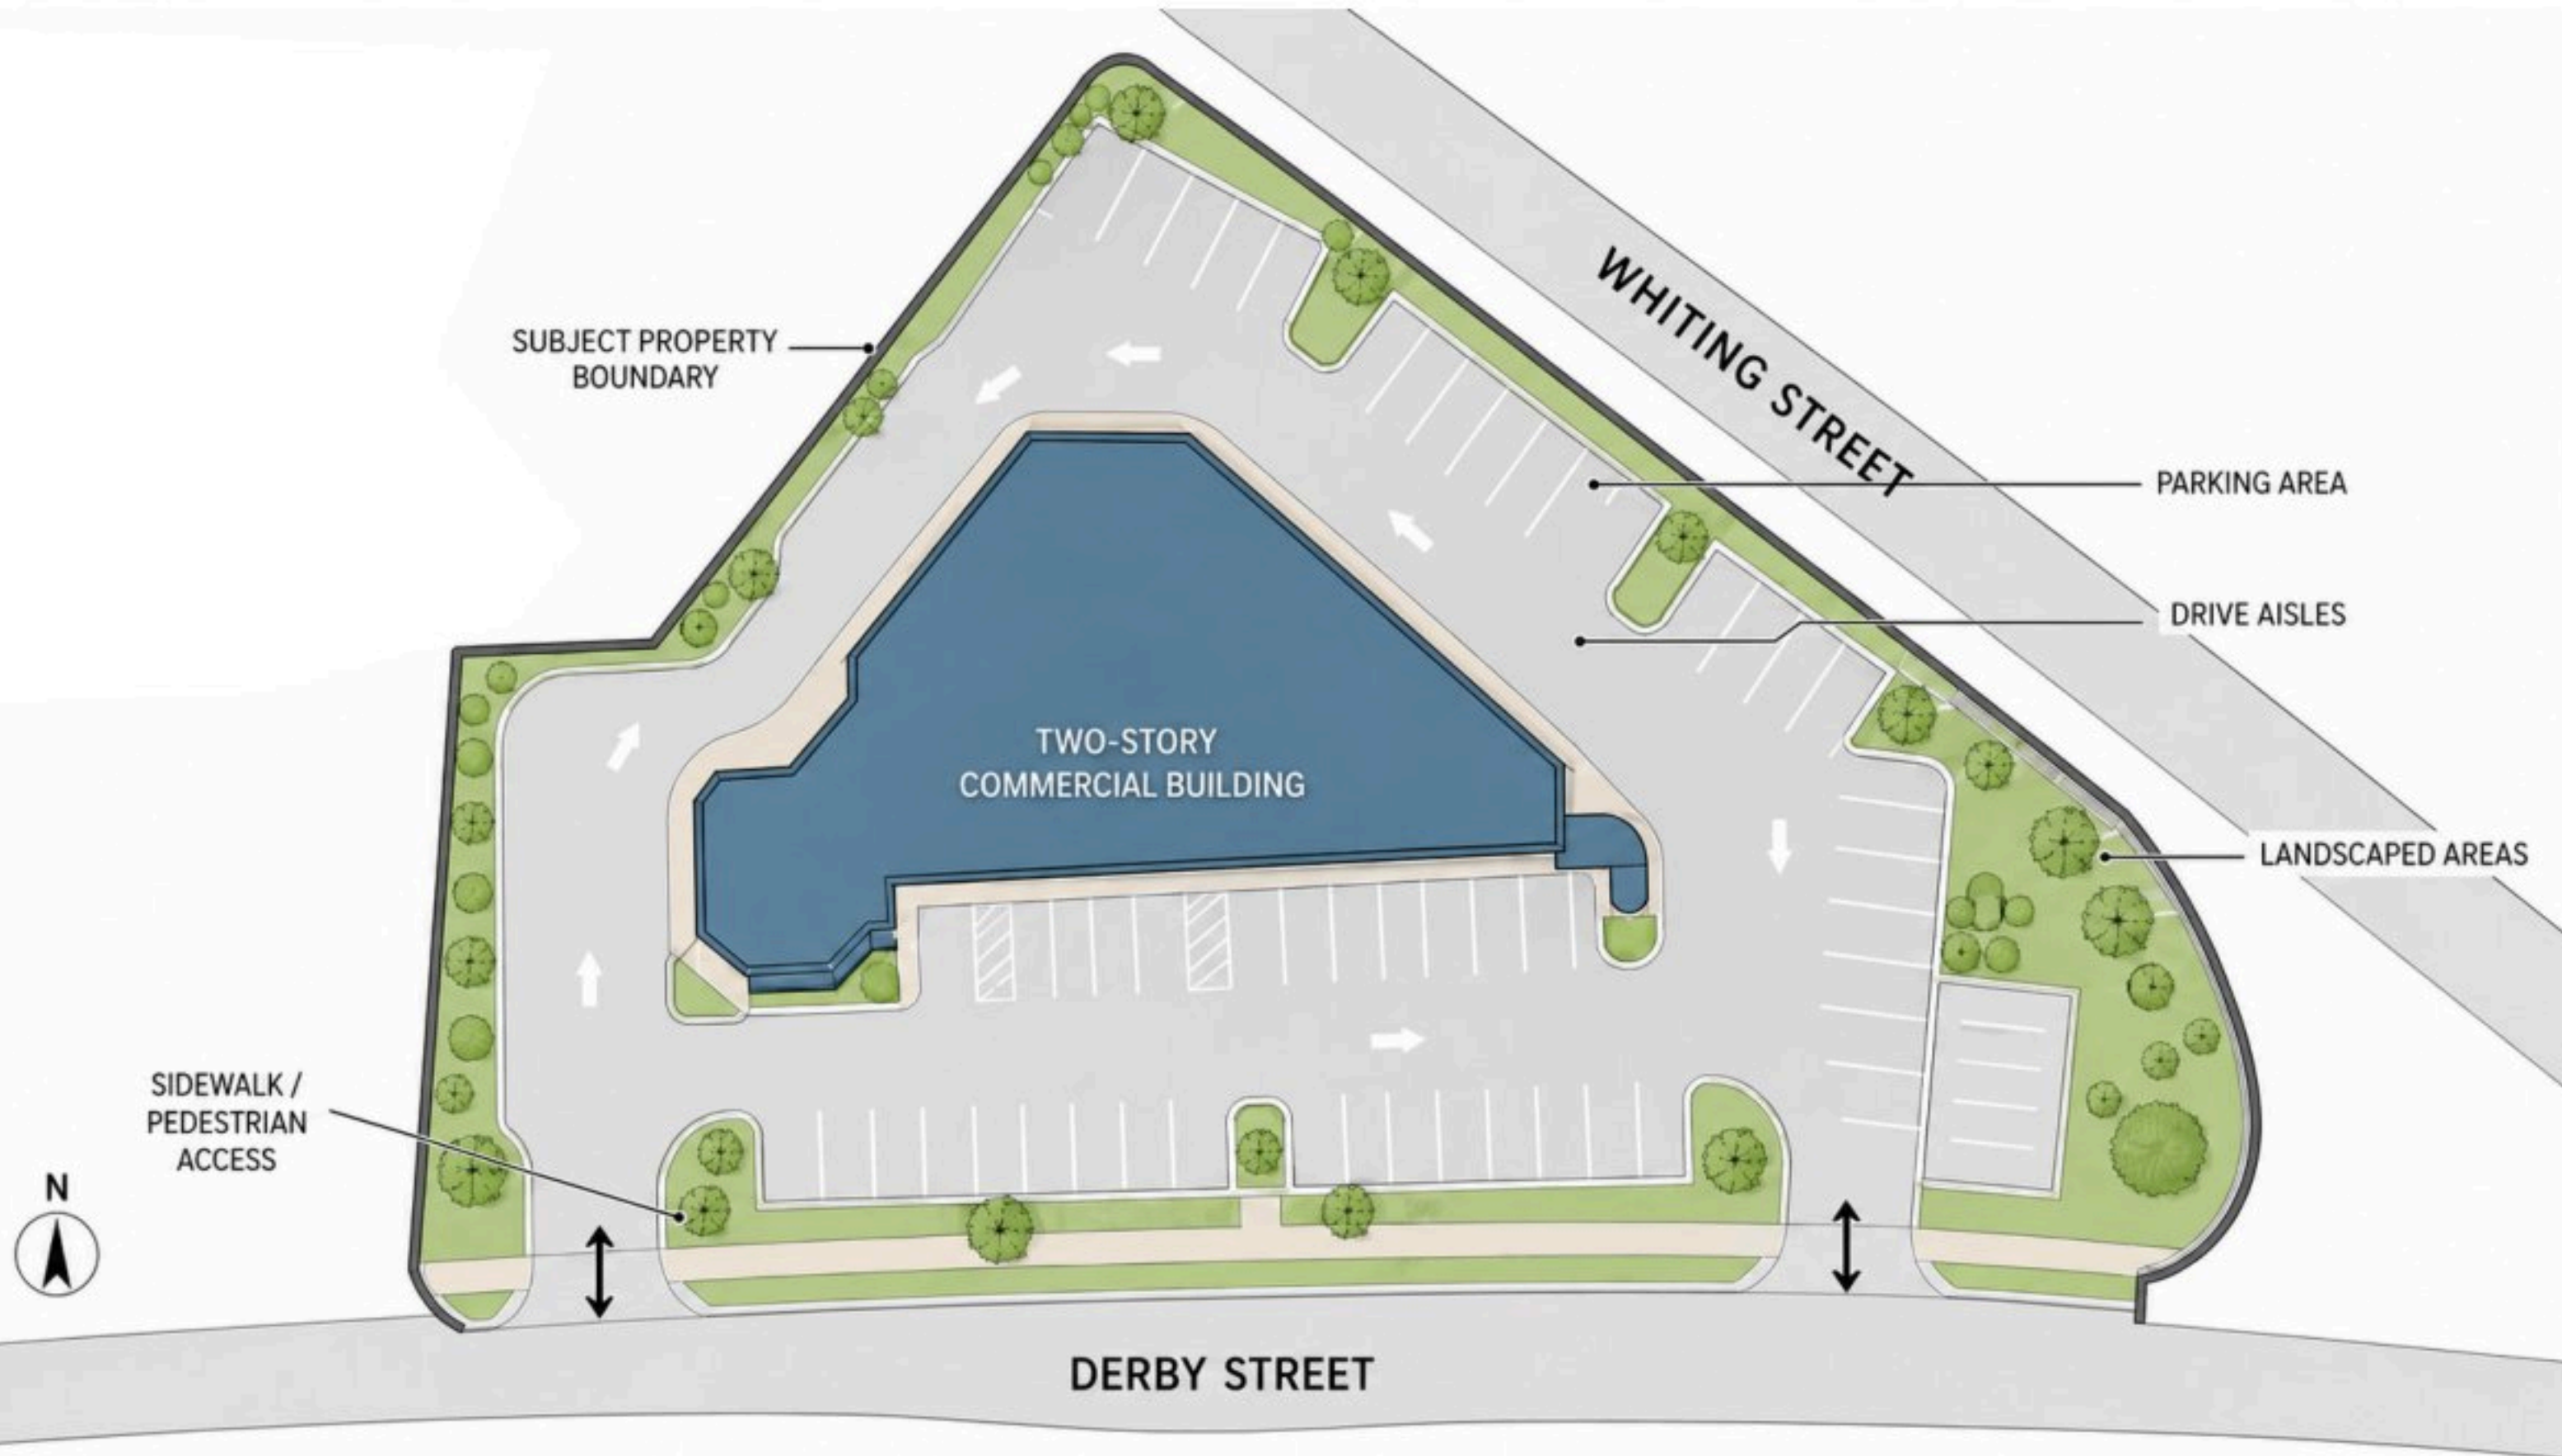 WHITING STREET
SUBJECT PROPERTY
BOUNDARY
PARKING AREA
DRIVE AISLES
TWO-STORY
COMMERCIAL BUILDING
LANDSCAPED AREAS
SIDEWALK /
PEDESTRIAN
ACCESS
N
DERBY STREET